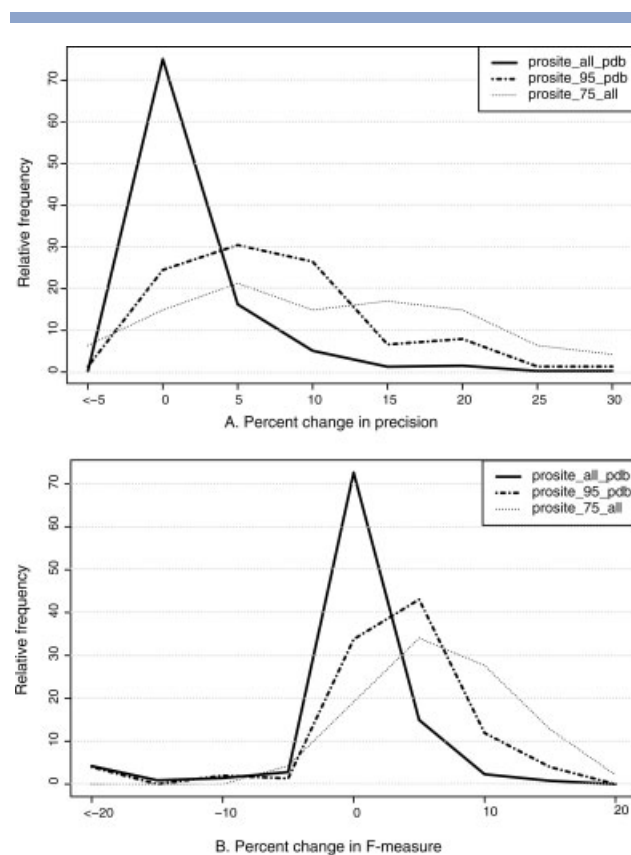 prosite_all_pdb
prosite_95_pdb
prosite_75_all
Relative frequency
70
60
50
40
30
20
10
0
<-5 0 5 10 15 20 25 30
A. Percent change in precision
prosite_all_pdb
prosite_95_pdb
prosite_75_all
Relative frequency
70
60
50
40
30
20
10
0
<-20 -10 0 10 20
B. Percent change in F-measure